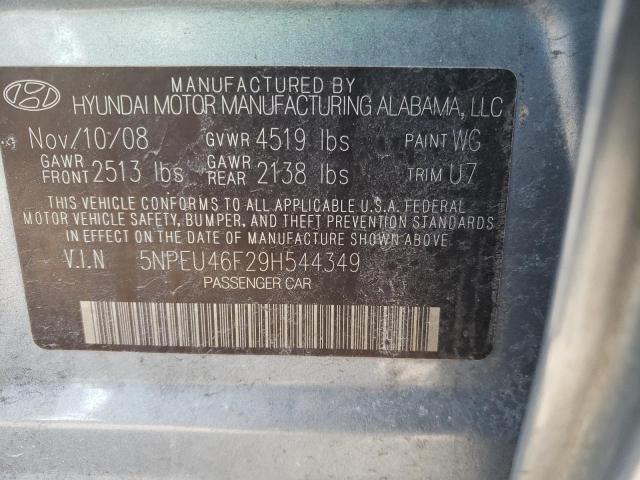 MANUFACTURED BY
HYUNDAI MOTOR MANUFACTURING ALABAMA, LLC
Nov/10/08 GVWR 4519 lbs PAINT WG
GAWR FRONT 2513 lbs GAWR REAR 2138 lbs TRIM U7
THIS VEHICLE CONFORMS TO ALL APPLICABLE U.S.A. FEDERAL
MOTOR VEHICLE SAFETY, BUMPER, AND THEFT PREVENTION STANDARDS
IN EFFECT ON THE DATE OF MANUFACTURE SHOWN ABOVE.
V.I.N 5NPEU46F29H544349
PASSENGER CAR